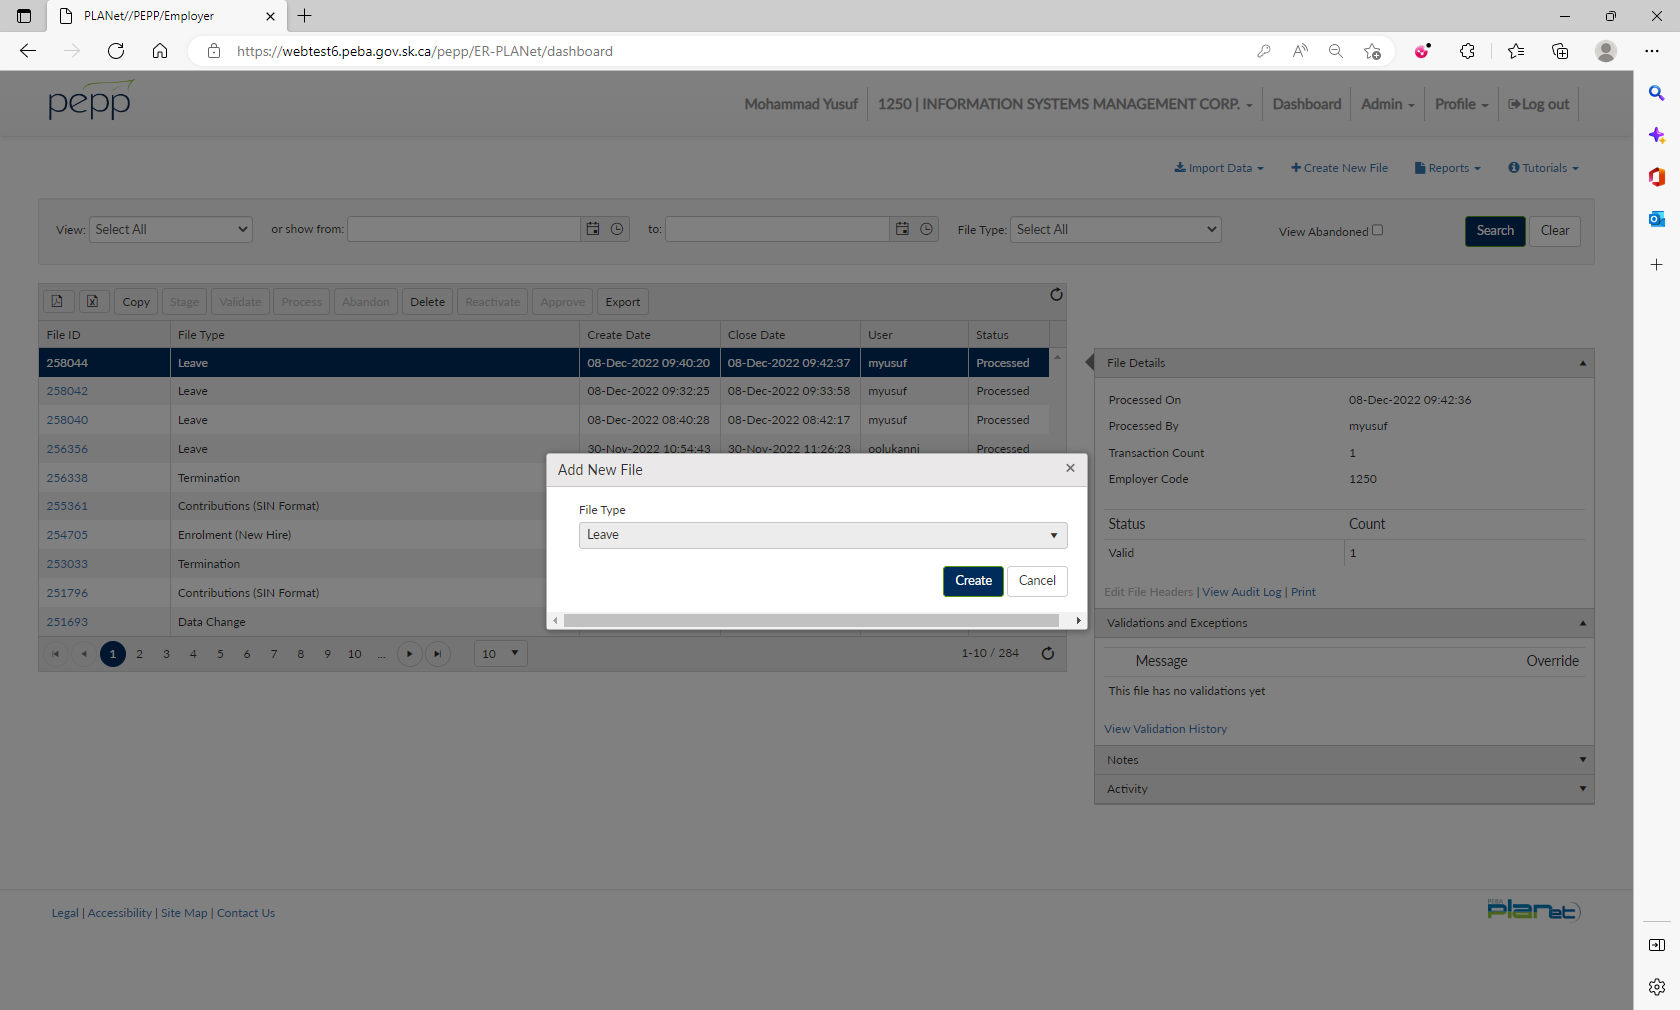 PLANet//PEPP/Employer
https://webtest6.peba.gov.sk.ca/pepp/ER-PLANet/dashboard
pepp
Mohammad Yusuf
1250 | INFORMATION SYSTEMS MANAGEMENT CORP.
Dashboard
Admin
Profile
Log out
Import Data
Create New File
Reports
Tutorials
View: Select All or show from: to: File Type: Select All View Abandoned Search Clear
Copy Stage Validate Process Abandon Delete Reactivate Approve Export
File ID File Type Create Date Close Date User Status
258044 Leave 08-Dec-2022 09:40:20 08-Dec-2022 09:42:37 myusuf Processed
258042 Leave 08-Dec-2022 09:32:25 08-Dec-2022 09:33:58 myusuf Processed
258040 Leave 08-Dec-2022 08:40:28 08-Dec-2022 08:42:17 myusuf Processed
256356 Leave 30-Nov-2022 10:54:43 30-Nov-2022 11:26:23 oolukanni Processed
256338 Termination
255361 Contributions (SIN Format)
254705 Enrolment (New Hire)
253033 Termination
251796 Contributions (SIN Format)
251693 Data Change
1 2 3 4 5 6 7 8 9 10 ... 10 1-10 / 284
Add New File
File Type
Leave
Create Cancel
File Details
Processed On 08-Dec-2022 09:42:36
Processed By myusuf
Transaction Count 1
Employer Code 1250
Status Count
Valid 1
Edit File Headers | View Audit Log | Print
Validations and Exceptions
Message Override
This file has no validations yet
View Validation History
Notes
Activity
Legal | Accessibility | Site Map | Contact Us
PEBA
planet